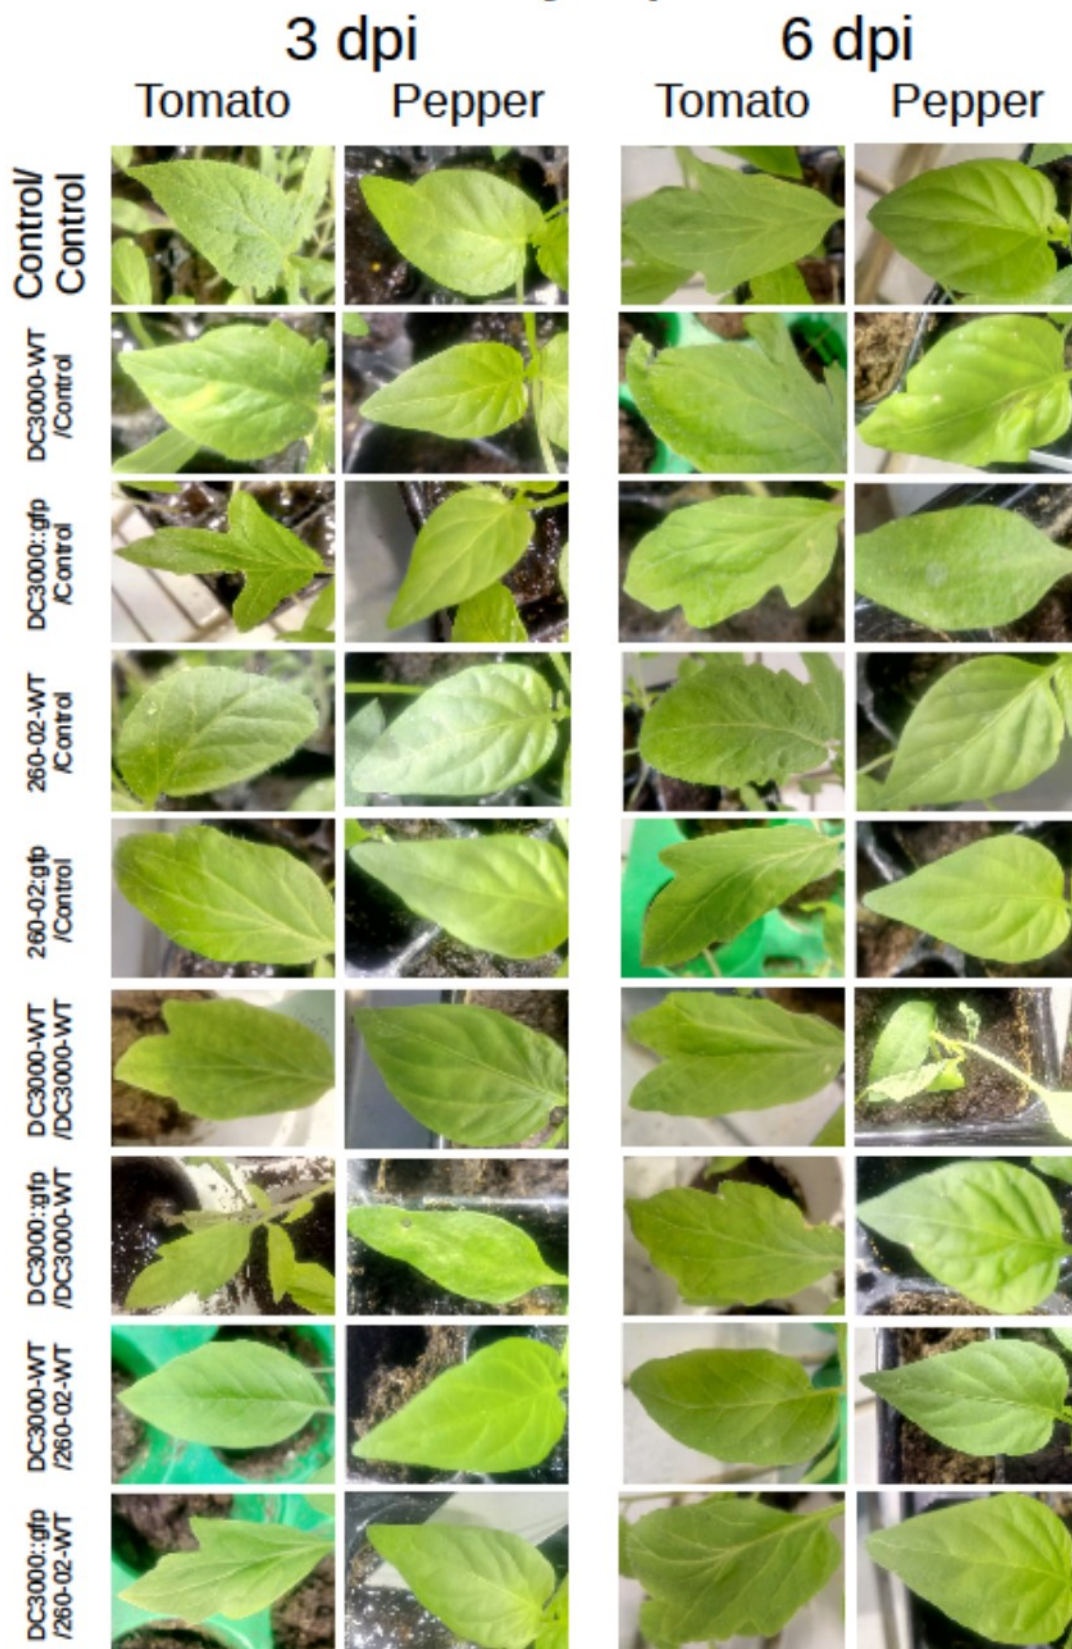 3 dpi 6 dpi
Tomato Pepper Tomato Pepper
Control/
Control
DC3000-WT
/Control
DC3000::gfp
/Control
260-02-WT
/Control
260-02:gfp
/Control
DC3000-WT
/DC3000-WT
DC3000::gfp
/DC3000-WT
DC3000-WT
/260-02-WT
DC3000::gfp
/260-02-WT